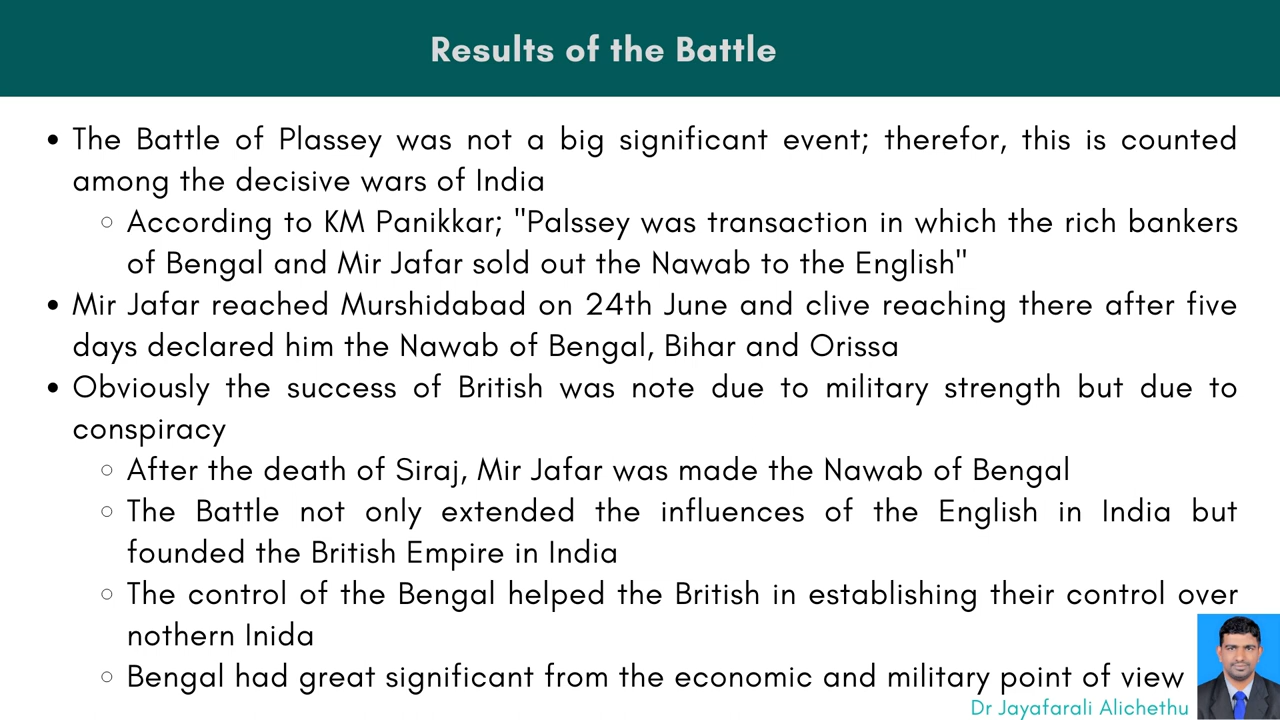 Results of the Battle
• The Battle of Plassey was not a big significant event; therefor, this is counted
among the decisive wars of India
○ According to KM Panikkar; "Palssey was transaction in which the rich bankers
of Bengal and Mir Jafar sold out the Nawab to the English"
• Mir Jafar reached Murshidabad on 24th June and clive reaching there after five
days declared him the Nawab of Bengal, Bihar and Orissa
• Obviously the success of British was note due to military strength but due to
conspiracy
○ After the death of Siraj, Mir Jafar was made the Nawab of Bengal
○ The Battle not only extended the influences of the English in India but
founded the British Empire in India
○ The control of the Bengal helped the British in establishing their control over
nothern Inida
○ Bengal had great significant from the economic and military point of view
Dr Jayafarali Alichethu